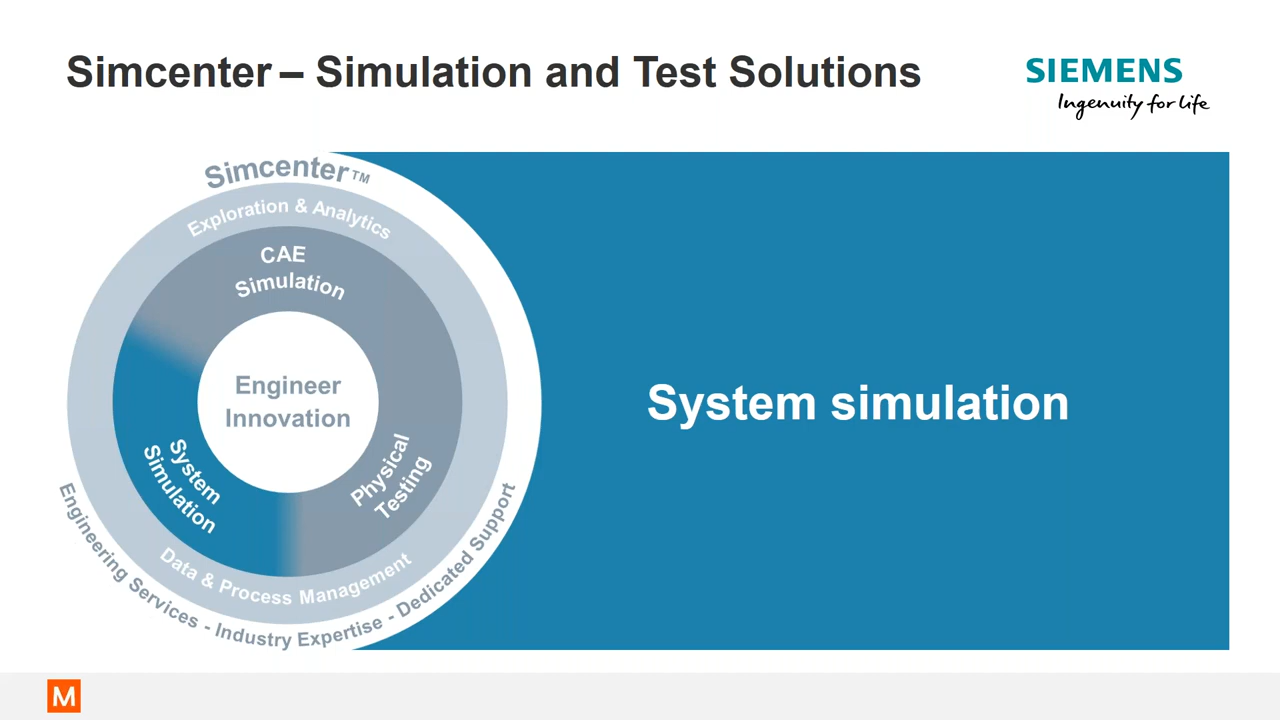 Simcenter – Simulation and Test Solutions
SIEMENS
Ingenuity for life
Simcenter™
Exploration & Analytics
CAE
Simulation
Engineer
Innovation
System simulation
System
Simulation
Physical
Testing
Data & Process Management
Engineering Services - Industry Expertise - Dedicated Support
M